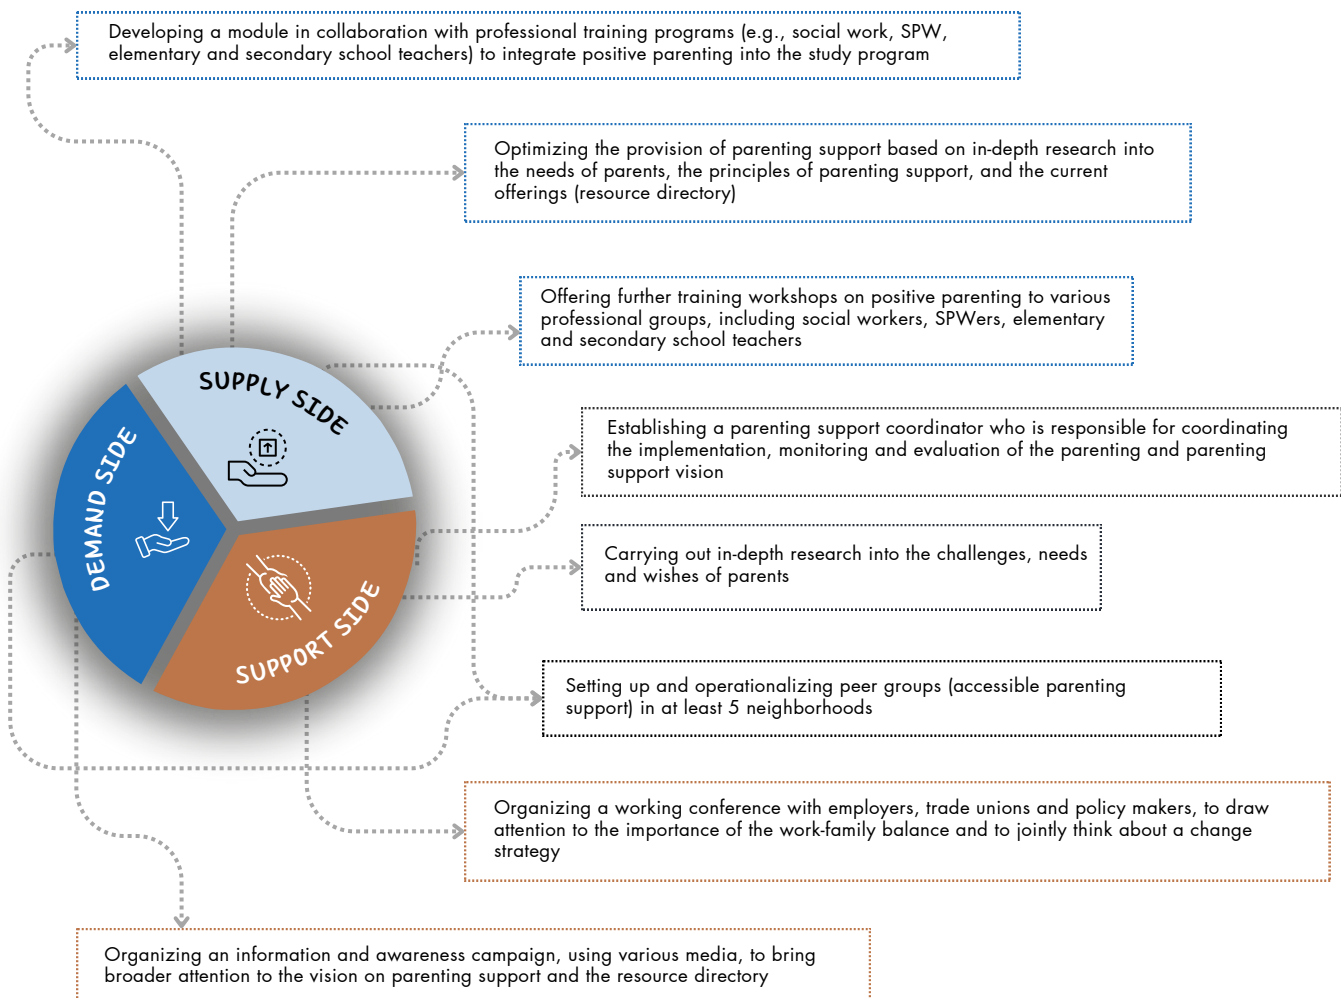 Developing a module in collaboration with professional training programs (e.g., social work, SPW,
elementary and secondary school teachers) to integrate positive parenting into the study program
Optimizing the provision of parenting support based on in-depth research into
the needs of parents, the principles of parenting support, and the current
offerings (resource directory)
Offering further training workshops on positive parenting to various
professional groups, including social workers, SPWers, elementary
and secondary school teachers
SUPPLY SIDE
DEMAND SIDE
SUPPORT SIDE
Establishing a parenting support coordinator who is responsible for coordinating
the implementation, monitoring and evaluation of the parenting and parenting
support vision
Carrying out in-depth research into the challenges, needs
and wishes of parents
Setting up and operationalizing peer groups (accessible parenting
support) in at least 5 neighborhoods
Organizing a working conference with employers, trade unions and policy makers, to draw
attention to the importance of the work-family balance and to jointly think about a change
strategy
Organizing an information and awareness campaign, using various media, to bring
broader attention to the vision on parenting support and the resource directory